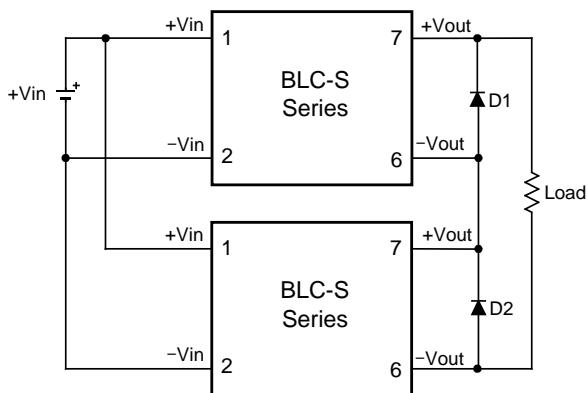 +Vin
1
7
+Vout
BLC-S
Series
+
+Vin
D1
−Vin
2
6
−Vout
Load
+Vin
1
7
+Vout
BLC-S
Series
D2
−Vin
2
6
−Vout